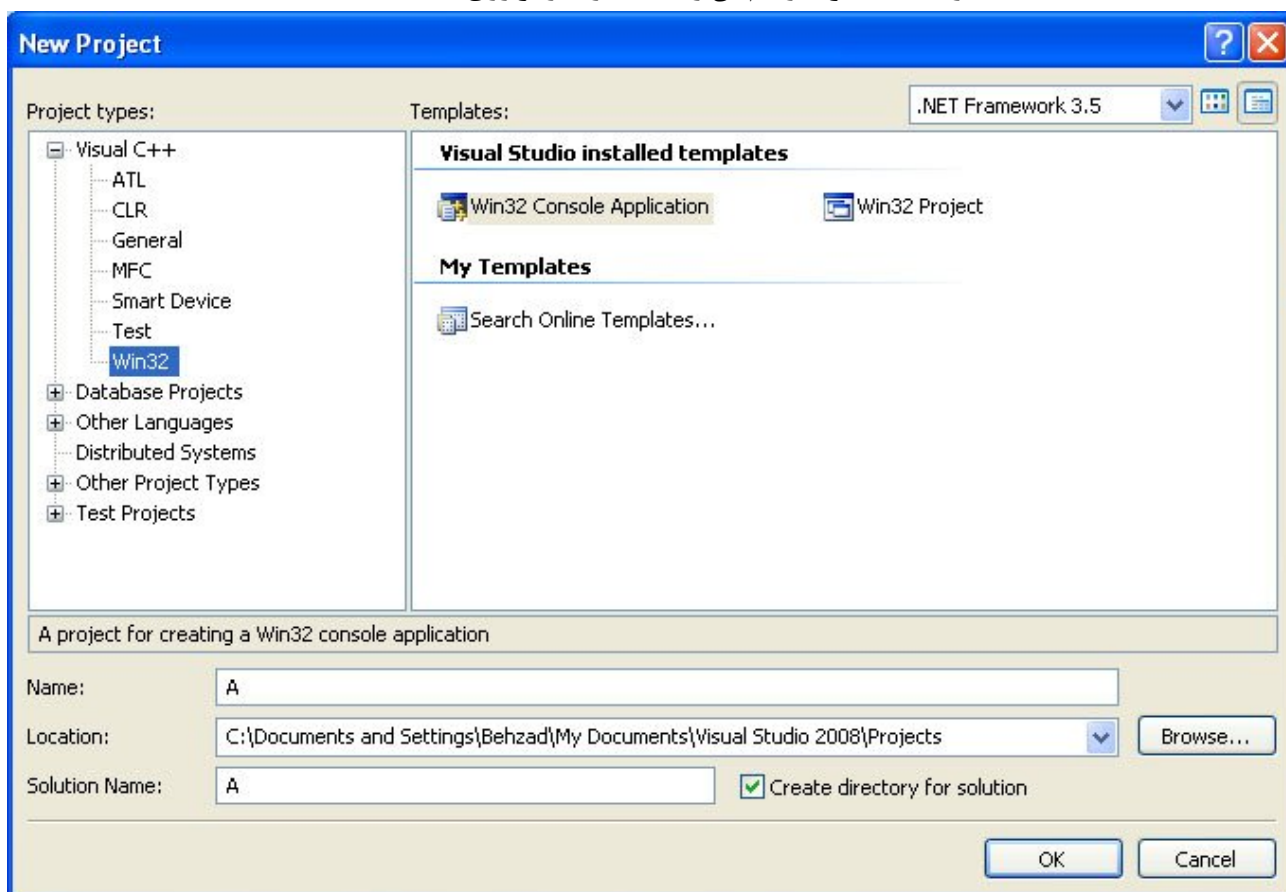 New Project
Project types:
Templates:
.NET Framework 3.5
Visual C++
ATL
CLR
General
MFC
Smart Device
Test
Win32
Database Projects
Other Languages
Distributed Systems
Other Project Types
Test Projects
Visual Studio installed templates
Win32 Console Application
Win32 Project
My Templates
Search Online Templates...
A project for creating a Win32 console application
Name:
A
Location:
C:\Documents and Settings\Behzad\My Documents\Visual Studio 2008\Projects
Browse...
Solution Name:
A
Create directory for solution
OK
Cancel